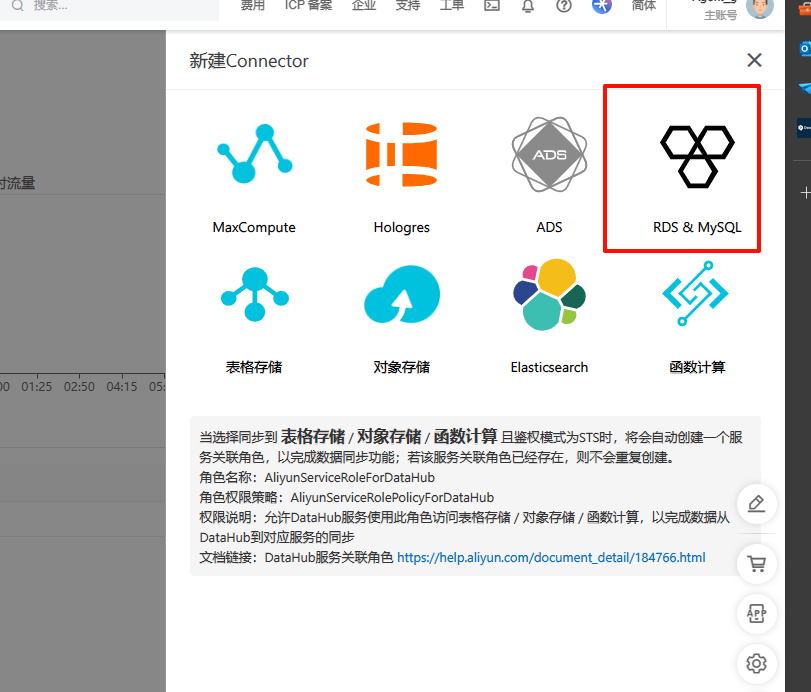 搜索...
费用 ICP 备案 企业 支持 工单 简体
主账号
新建Connector
时流量
ADS
MaxCompute Hologres ADS RDS & MySQL
表格存储 对象存储 Elasticsearch 函数计算
00 01:25 02:50 04:15 05:
当选择同步到 表格存储 / 对象存储 / 函数计算 且鉴权模式为STS时，将会自动创建一个服
务关联角色，以完成数据同步功能；若该服务关联角色已经存在，则不会重复创建。
角色名称：AliyunServiceRoleForDataHub
角色权限策略：AliyunServiceRolePolicyForDataHub
权限说明：允许DataHub服务使用此角色访问表格存储 / 对象存储 / 函数计算，以完成数据从
DataHub到对应服务的同步
文档链接：DataHub服务关联角色 https://help.aliyun.com/document_detail/184766.html
APP